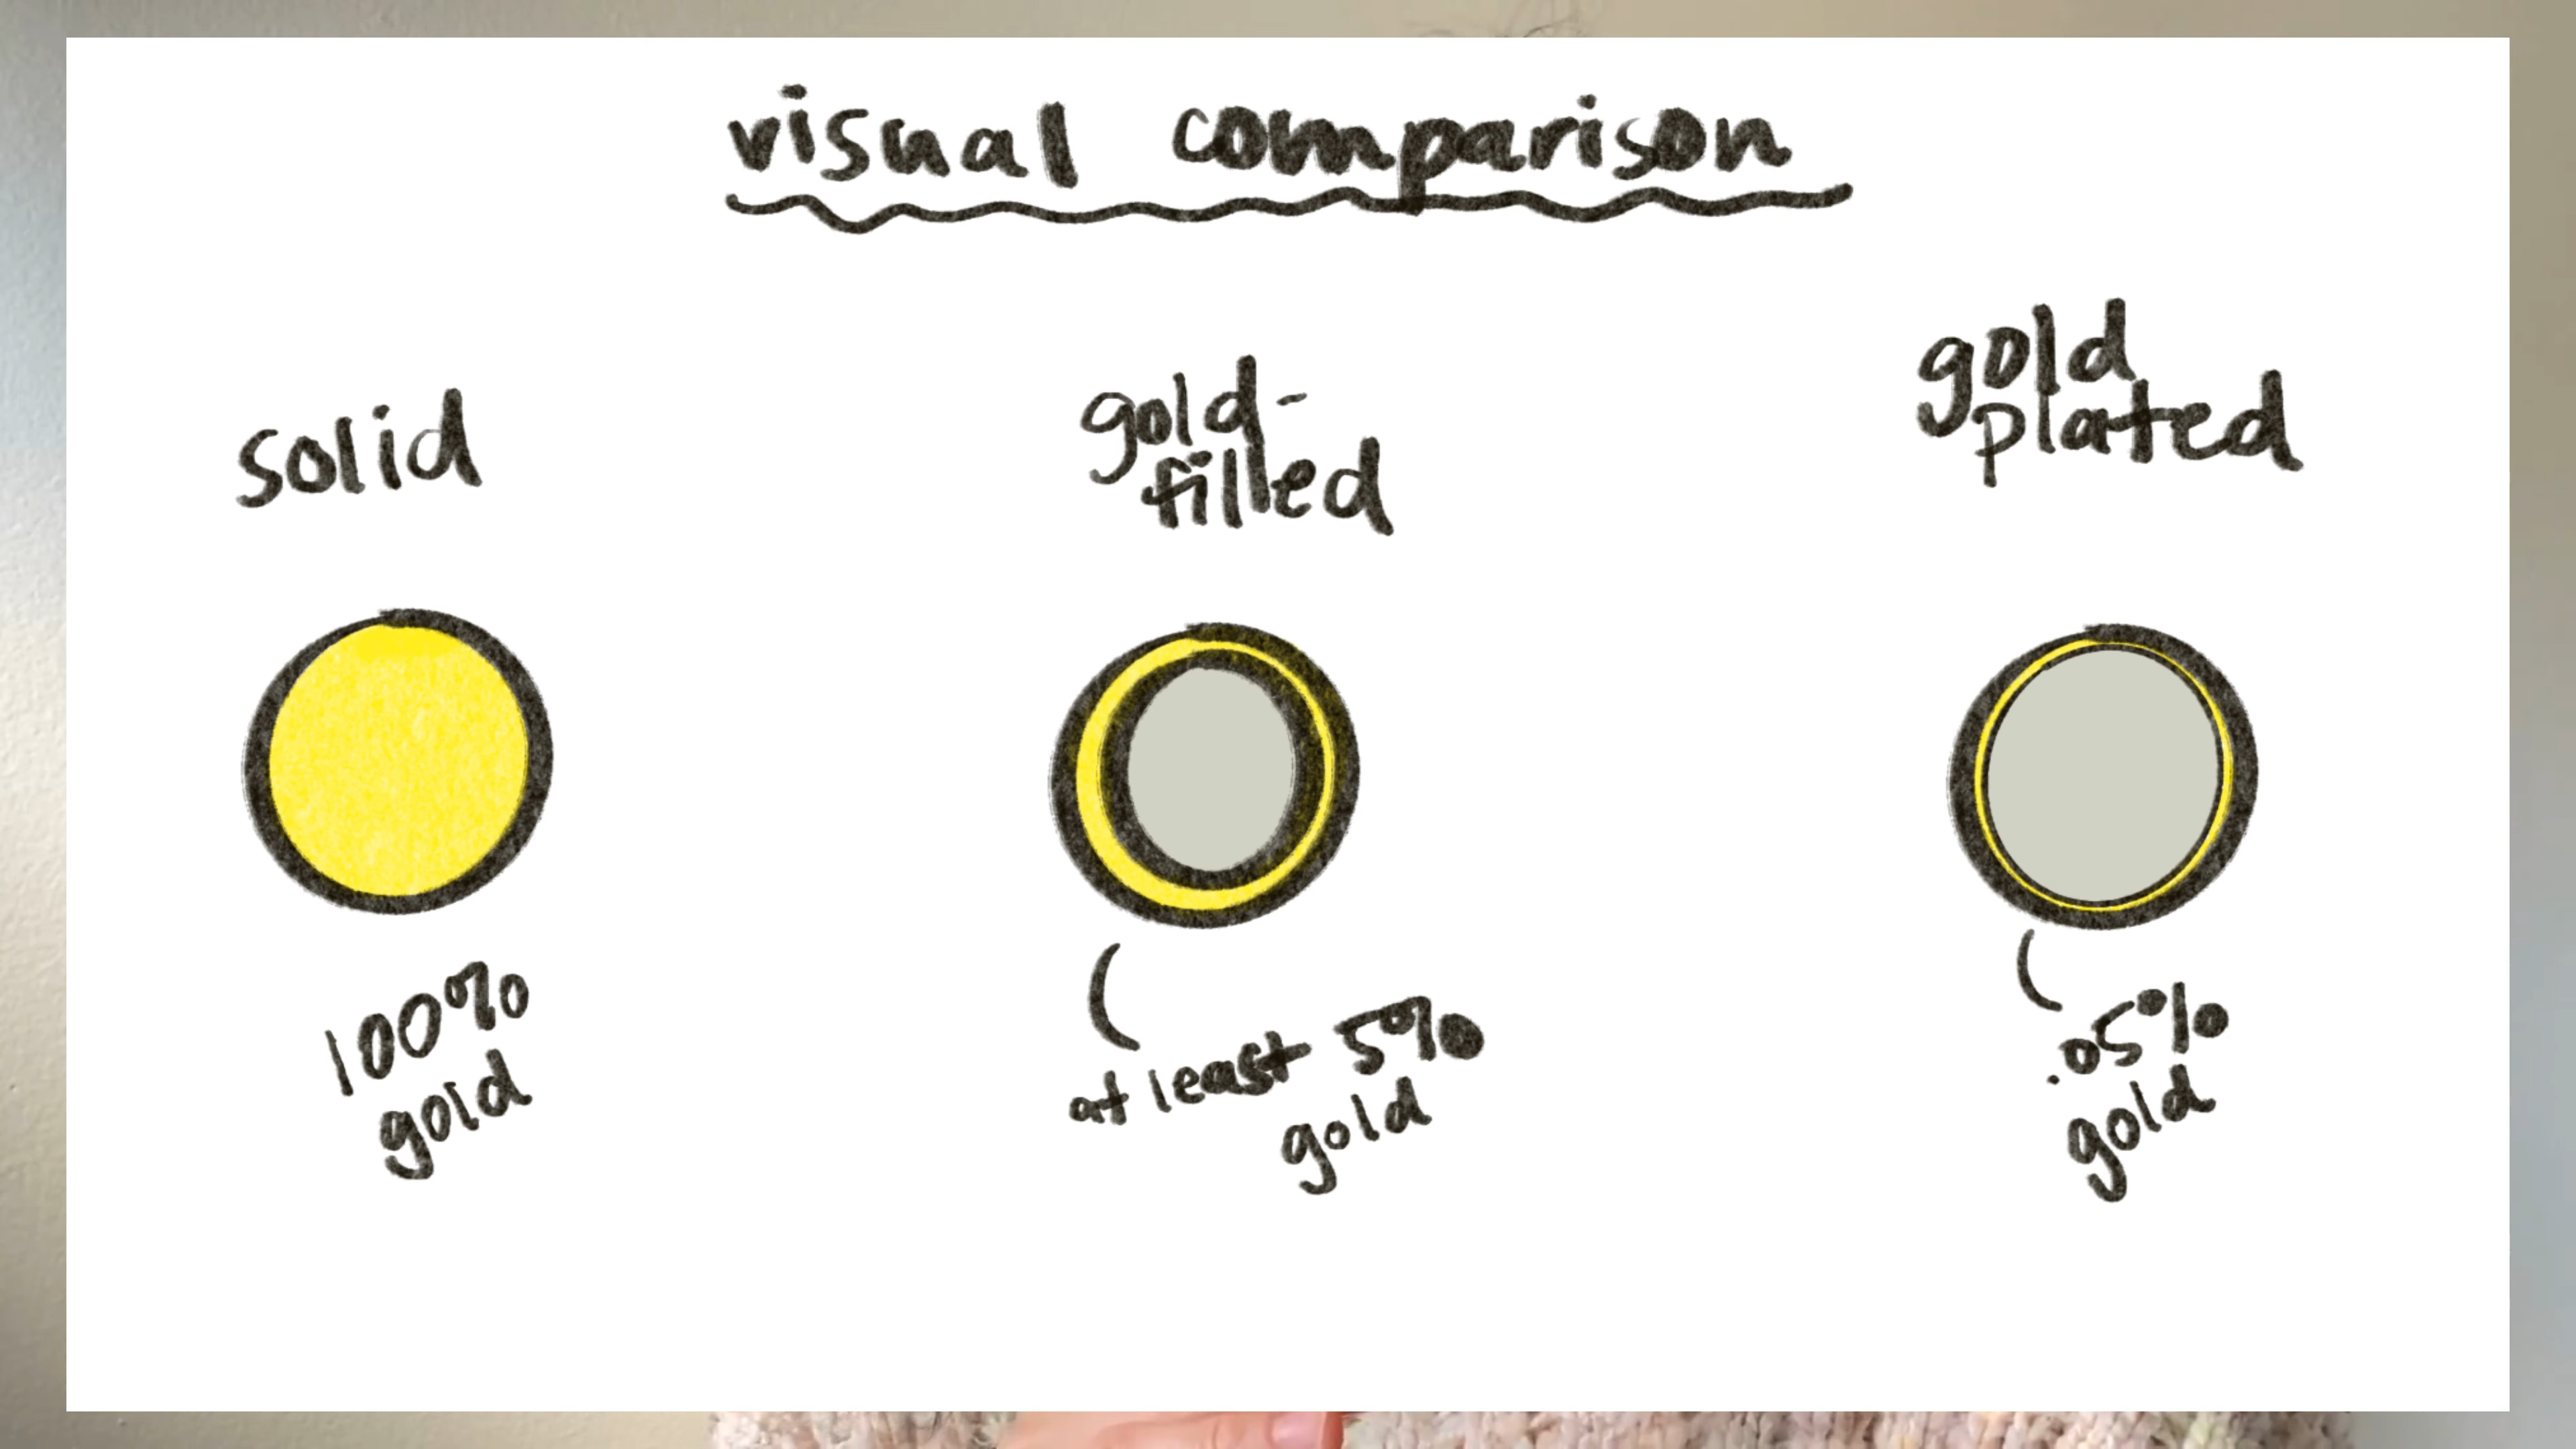 visual comparison
solid
gold-
filled
gold
plated
100%
gold
at least 5%
gold
.05%
gold